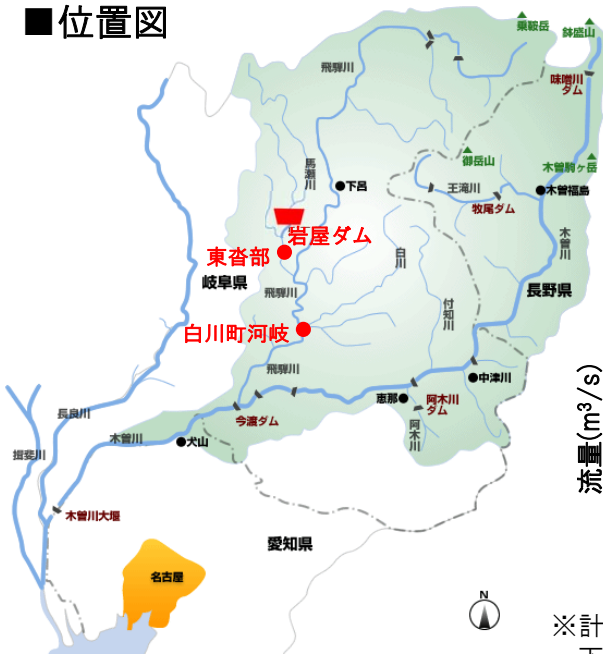 ■位置図
乗鞍岳
鉢盛山
飛騨川
味噌川
ダム
馬瀬川
御岳山
木曽駒ヶ岳
下呂
王滝川
木曽福島
牧尾ダム
岩屋ダム
東沓部
白川
木曽川
岐阜県
飛騨川
付知川
長野県
白川町河岐
飛騨川
中津川
恵那
阿木川
ダム
長良川
今渡ダム
阿木川
木曽川
犬山
揖斐川
流量(m³/s)
木曽川大堰
愛知県
名古屋
N
※計